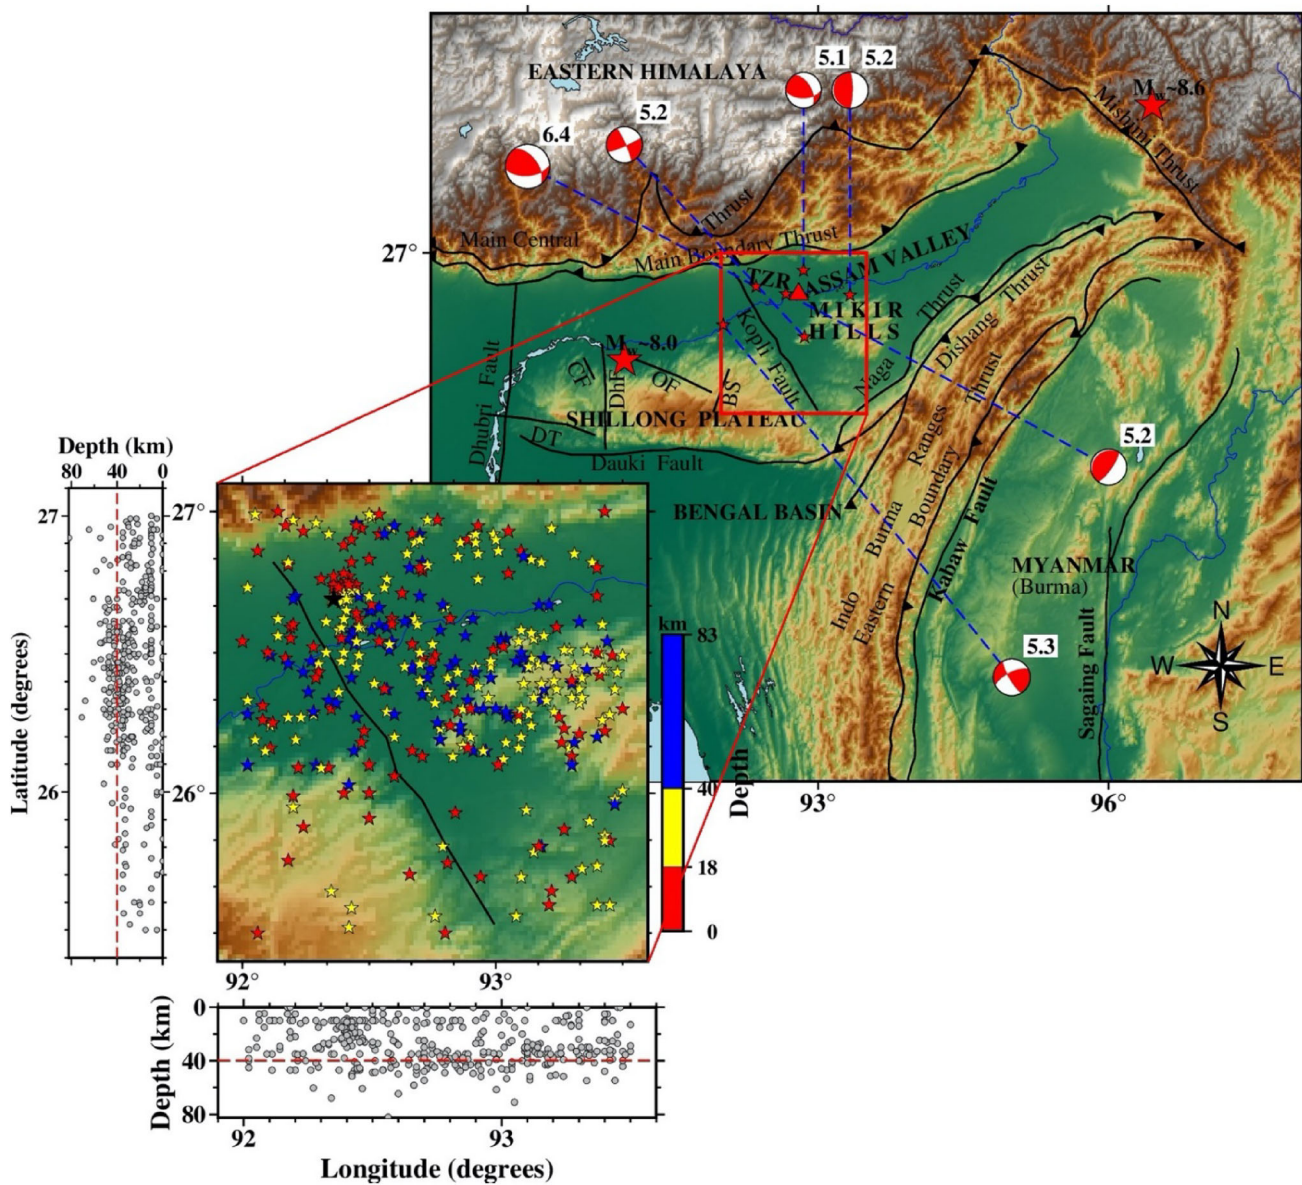 EASTERN HIMALAYA
5.1
5.2
5.2
6.4
Mw~8.6
Mishmi Thrust
Main Central
Thrust
Main Boundary Thrust
27°
TZR
ASSAM VALLEY
MIKIR
HILLS
Kopli Fault
Naga
Thrust
Dishang
Thrust
Mw~8.0
CF
DhF
OF
BS
Dhubri Fault
SHILLONG PLATEAU
DT
Dauki Fault
BENGAL BASIN
Indo
Burma
Ranges
Eastern
Boundary
Thrust
Kabaw Fault
5.2
MYANMAR
(Burma)
Sagaing Fault
5.3
N
W
E
S
93°
96°
km
83
40
18
0
Depth
Depth (km)
80
40
0
27
26
Latitude (degrees)
27°
26°
92°
93°
0
40
80
Depth (km)
92
93
Longitude (degrees)